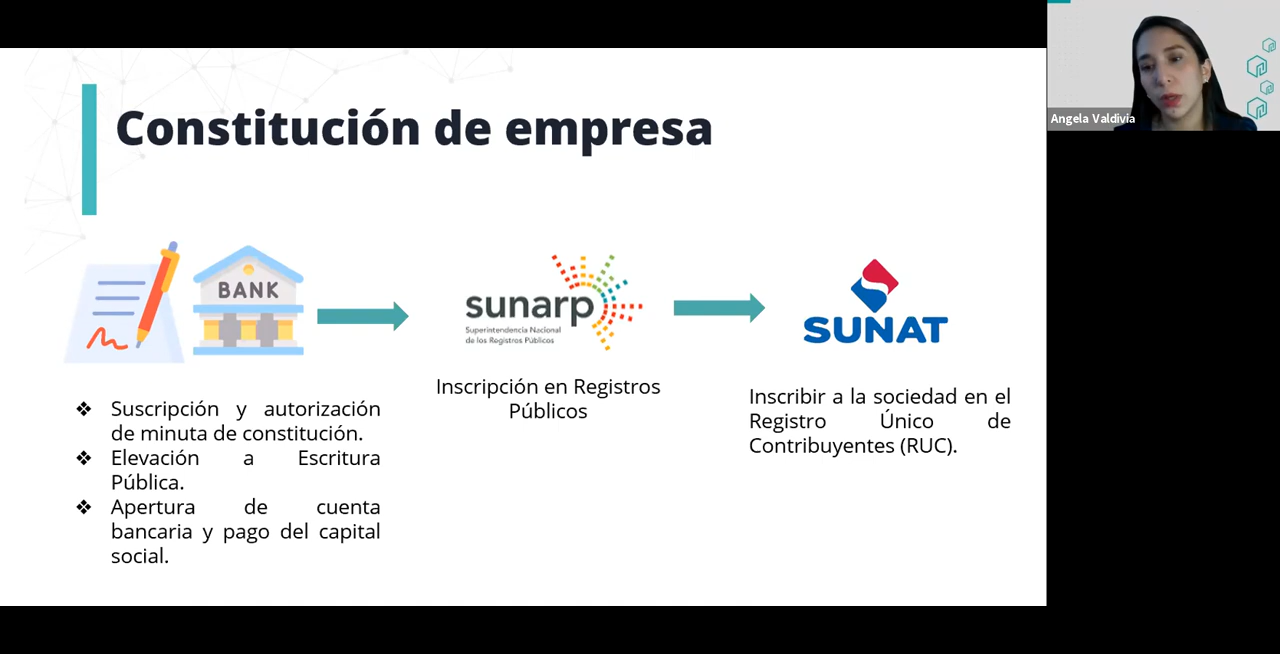 Constitución de empresa
BANK
sunarp
Superintendencia Nacional
de los Registros Públicos
SUNAT
❖ Suscripción y autorización
de minuta de constitución.
❖ Elevación a Escritura
Pública.
❖ Apertura de cuenta
bancaria y pago del capital
social.
Inscripción en Registros
Públicos
Inscribir a la sociedad en el
Registro Único de
Contribuyentes (RUC).
Angela Valdivia